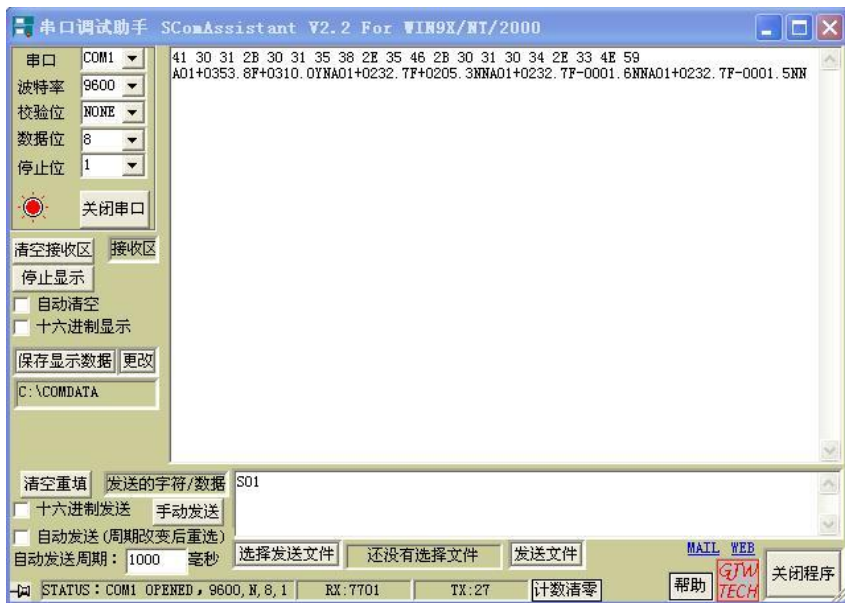 串口调试助手 SComAssistant V2.2 For WIN9X/NT/2000
串口 COM1
波特率 9600
校验位 NONE
数据位 8
停止位 1
关闭串口
清空接收区 接收区
停止显示
自动清空
十六进制显示
保存显示数据 更改
C:\COMDATA
41 30 31 2B 30 31 35 38 2E 35 46 2B 30 31 30 34 2E 33 4E 59
A01+0353.8F+0310.0YNA01+0232.7F+0205.3NNA01+0232.7F-0001.6NNA01+0232.7F-0001.5NN
清空重填 发送的字符/数据 S01
十六进制发送 手动发送
自动发送(周期改变后重选)
自动发送周期: 1000 毫秒 选择发送文件 还没有选择文件 发送文件
MAIL WEB
帮助 GJW TECH 关闭程序
STATUS:COM1 OPENED,9600,N,8,1 RX:7701 TX:27 计数清零